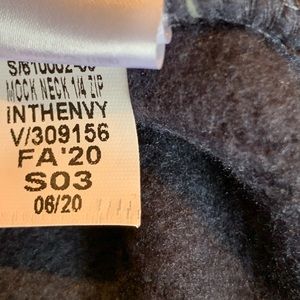 MOCK NECK 1/4 ZIP
INTHENVY
V/309156
FA'20
S03
06/20